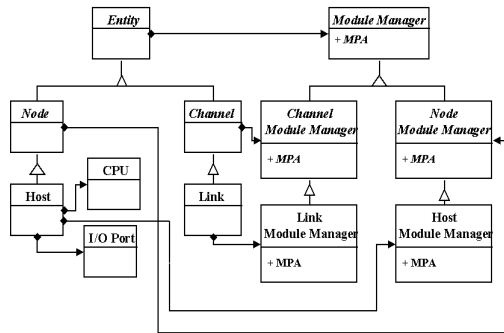 Entity
Module Manager
+ MPA
Node
Channel
Channel
Module Manager
+ MPA
Node
Module Manager
+ MPA
CPU
Host
Link
I/O Port
Link
Module Manager
+ MPA
Host
Module Manager
+ MPA